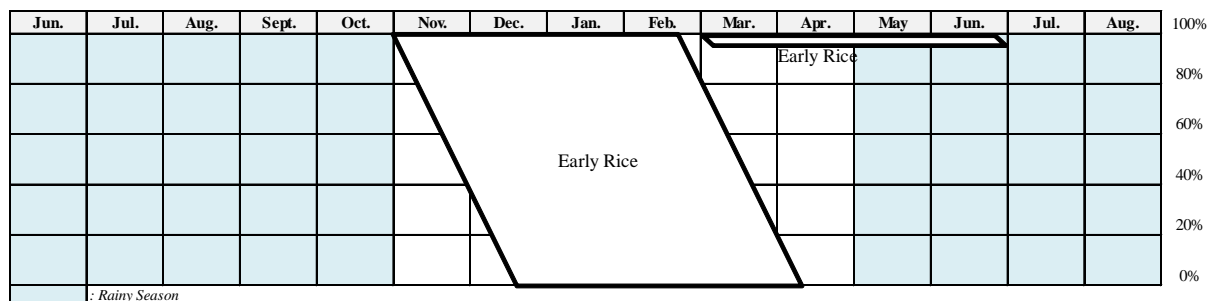 Jun. Jul. Aug. Sept. Oct. Nov. Dec. Jan. Feb. Mar. Apr. May Jun. Jul. Aug. 100%
Early Rice
80%
60%
Early Rice
40%
20%
0%
: Rainy Season